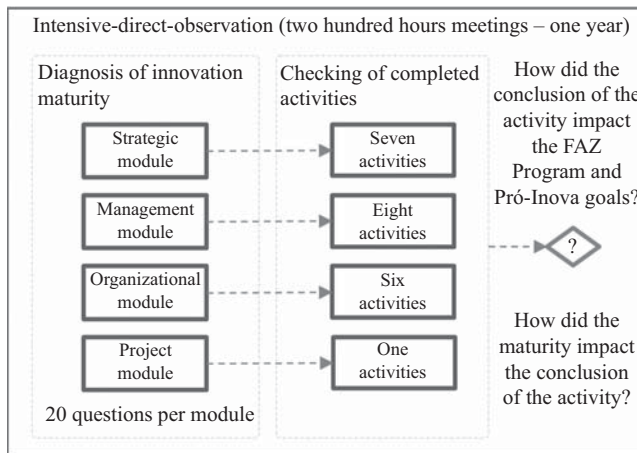 Intensive-direct-observation (two hundred hours meetings – one year)
Diagnosis of innovation
maturity
Strategic
module
Management
module
Organizational
module
Project
module
20 questions per module
Checking of completed
activities
Seven
activities
Eight
activities
Six
activities
One
activities
How did the
conclusion of the
activity impact
the FAZ
Program and
Pró-Inova goals?
?
How did the
maturity impact
the conclusion
of the activity?